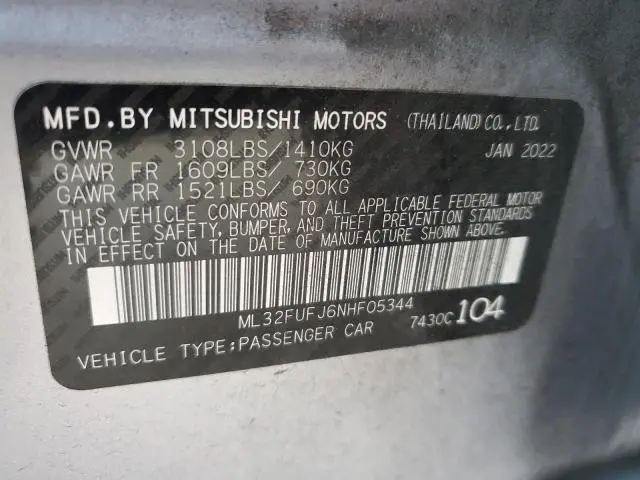 MFD.BY MITSUBISHI MOTORS (THAILAND)CO.,LTD.
GVWR 3108LBS/1410KG JAN 2022
GAWR FR 1609LBS/ 730KG
GAWR RR 1521LBS/ 690KG
THIS VEHICLE CONFORMS TO ALL APPLICABLE FEDERAL MOTOR
VEHICLE SAFETY, BUMPER, AND THEFT PREVENTION STANDARDS
IN EFFECT ON THE DATE OF MANUFACTURE SHOWN ABOVE.
ML32FUFJ6NHF05344
VEHICLE TYPE:PASSENGER CAR 7430C 104